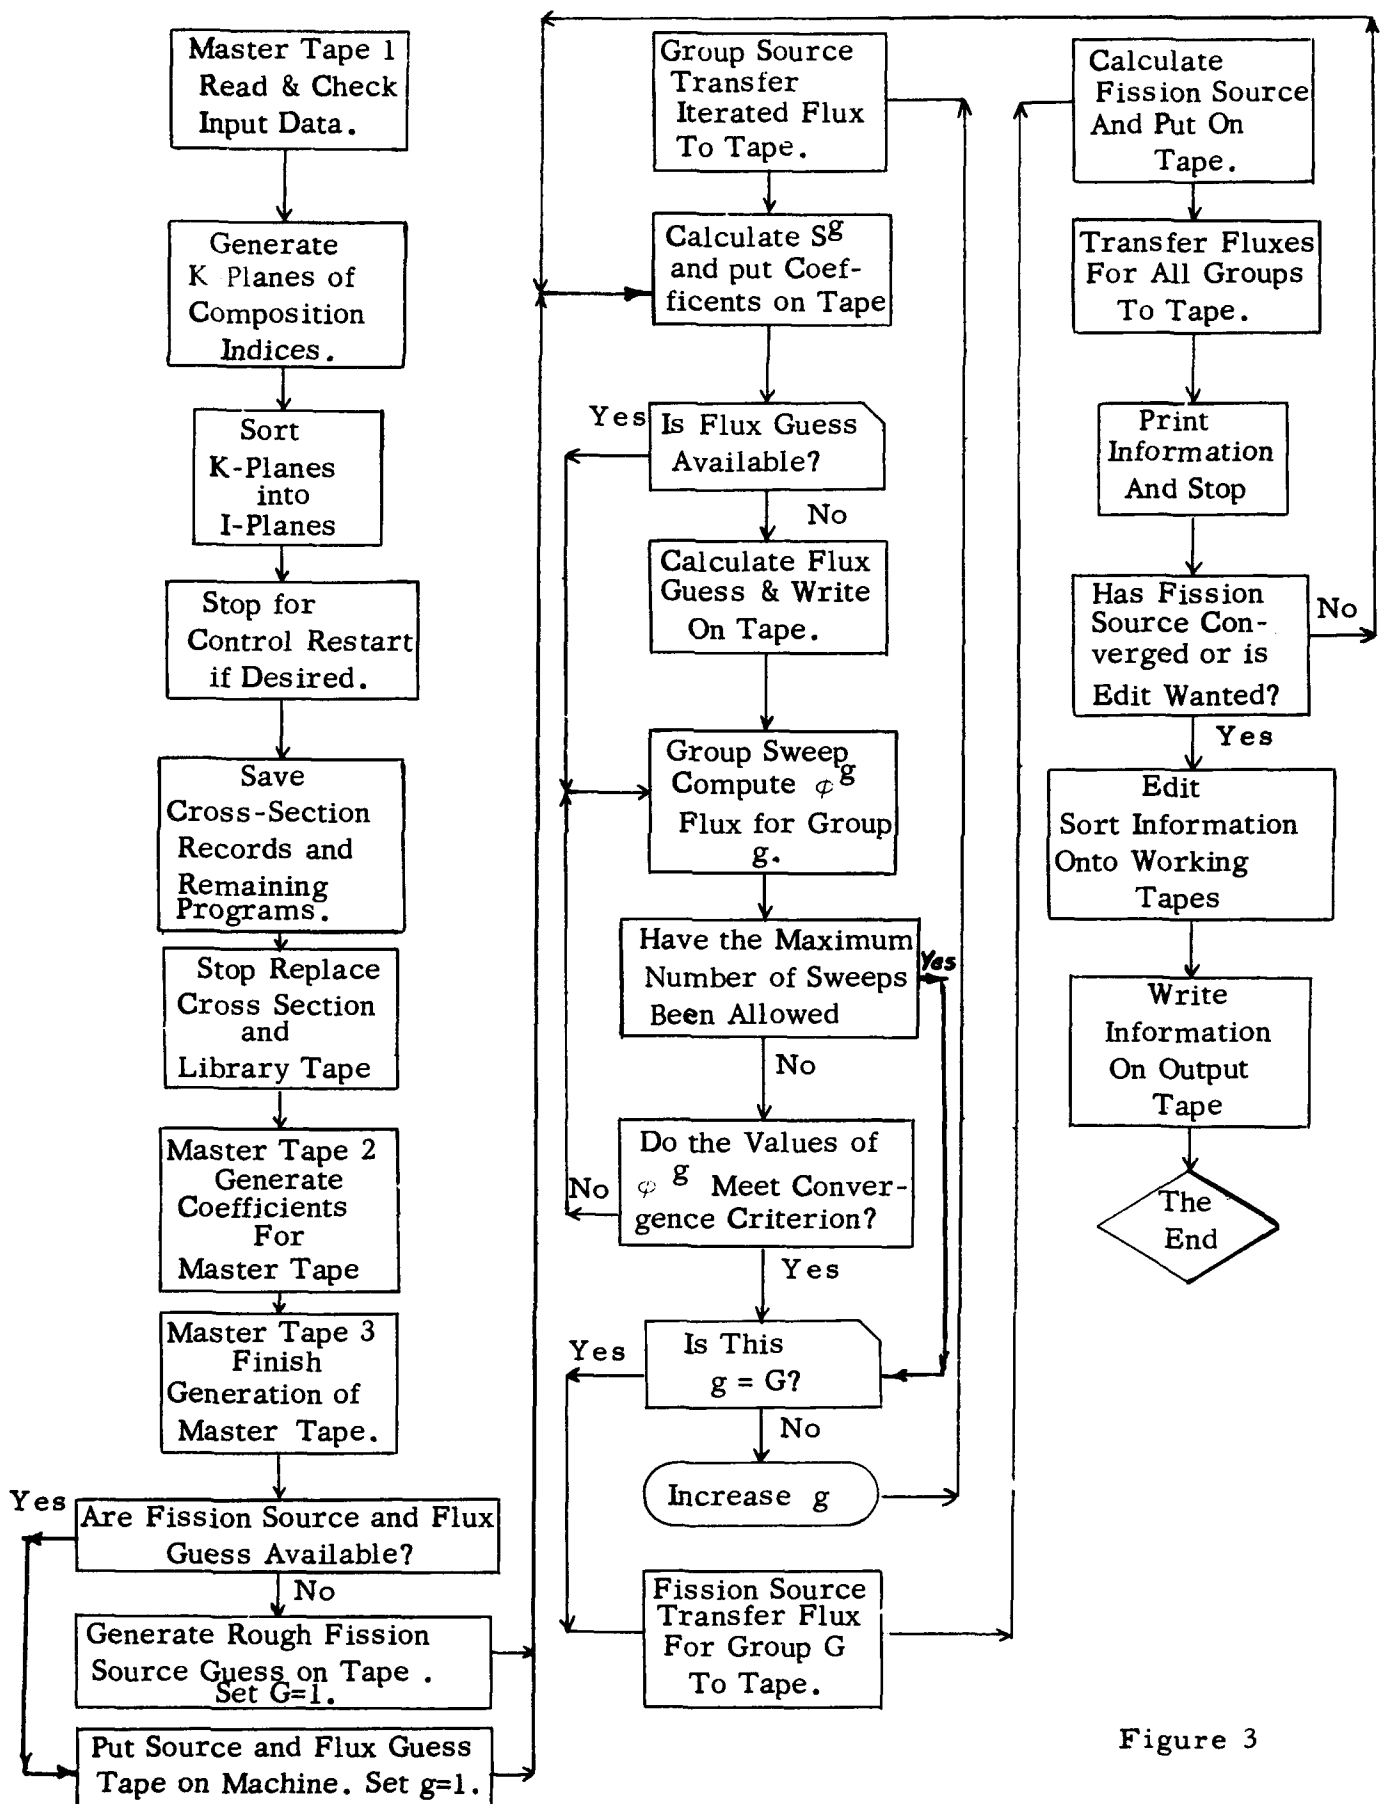 Master Tape 1
Read & Check
Input Data.
Generate
K Planes of
Composition
Indices.
Sort
K-Planes
into
I-Planes
Stop for
Control Restart
if Desired.
Save
Cross-Section
Records and
Remaining
Programs.
Stop Replace
Cross Section
and
Library Tape
Master Tape 2
Generate
Coefficients
For
Master Tape
Master Tape 3
Finish
Generation of
Master Tape.
Yes
Are Fission Source and Flux
Guess Available?
No
Generate Rough Fission
Source Guess on Tape .
Set G=1.
Put Source and Flux Guess
Tape on Machine. Set g=1.
Group Source
Transfer
Iterated Flux
To Tape.
Calculate Sg
and put Coef-
ficents on Tape
Yes
Is Flux Guess
Available?
No
Calculate Flux
Guess & Write
On Tape.
Group Sweep
Compute φg
Flux for Group
g.
Have the Maximum
Number of Sweeps
Been Allowed
Yes
No
Do the Values of
φg Meet Conver-
gence Criterion?
No
Yes
Is This
g = G?
Yes
No
Increase g
Fission Source
Transfer Flux
For Group G
To Tape.
Calculate
Fission Source
And Put On
Tape.
Transfer Fluxes
For All Groups
To Tape.
Print
Information
And Stop
Has Fission
Source Con-
verged or is
Edit Wanted?
No
Yes
Edit
Sort Information
Onto Working
Tapes
Write
Information
On Output
Tape
The
End
Figure 3